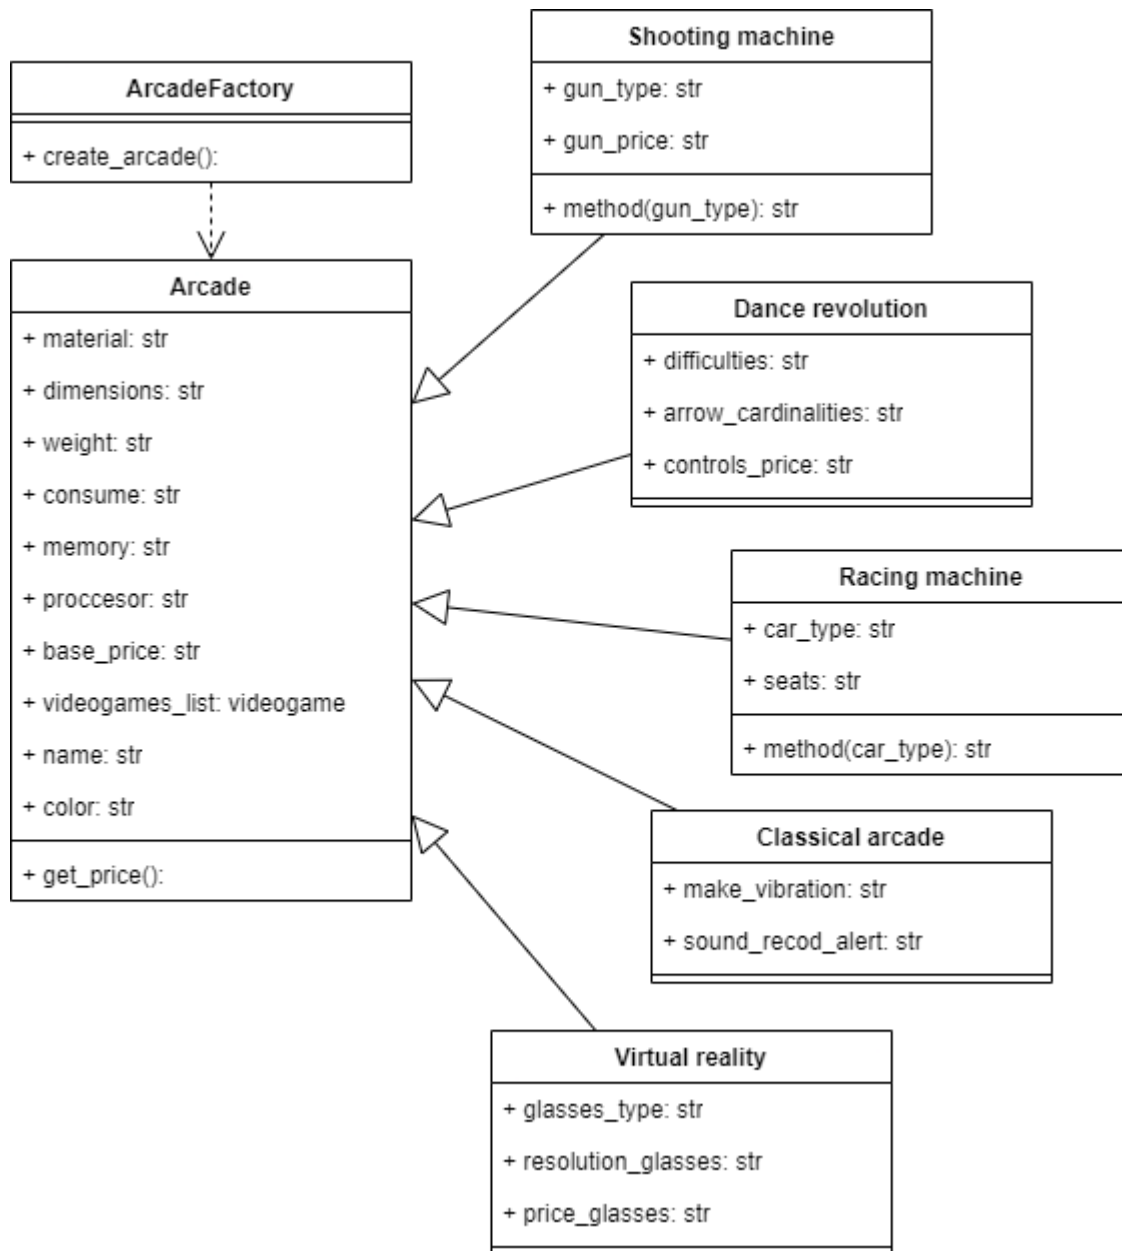 ArcadeFactory
+ create_arcade():
Arcade
+ material: str
+ dimensions: str
+ weight: str
+ consume: str
+ memory: str
+ proccesor: str
+ base_price: str
+ videogames_list: videogame
+ name: str
+ color: str
+ get_price():
Shooting machine
+ gun_type: str
+ gun_price: str
+ method(gun_type): str
Dance revolution
+ difficulties: str
+ arrow_cardinalities: str
+ controls_price: str
Racing machine
+ car_type: str
+ seats: str
+ method(car_type): str
Classical arcade
+ make_vibration: str
+ sound_recod_alert: str
Virtual reality
+ glasses_type: str
+ resolution_glasses: str
+ price_glasses: str